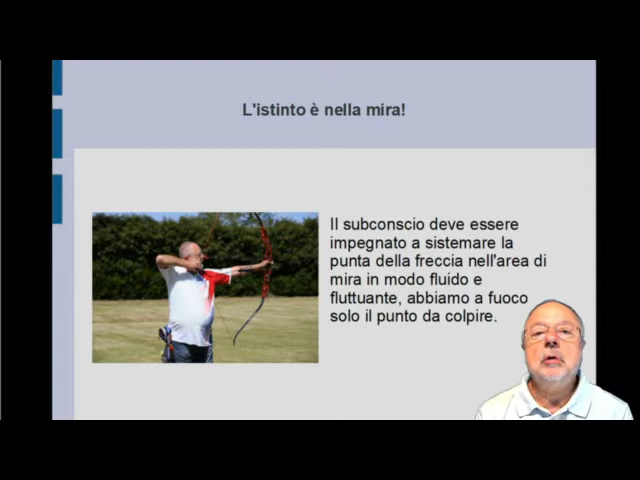 L'istinto è nella mira!
Il subconscio deve essere
impegnato a sistemare la
punta della freccia nell'area di
mira in modo fluido e
fluttuante, abbiamo a fuoco
solo il punto da colpire.